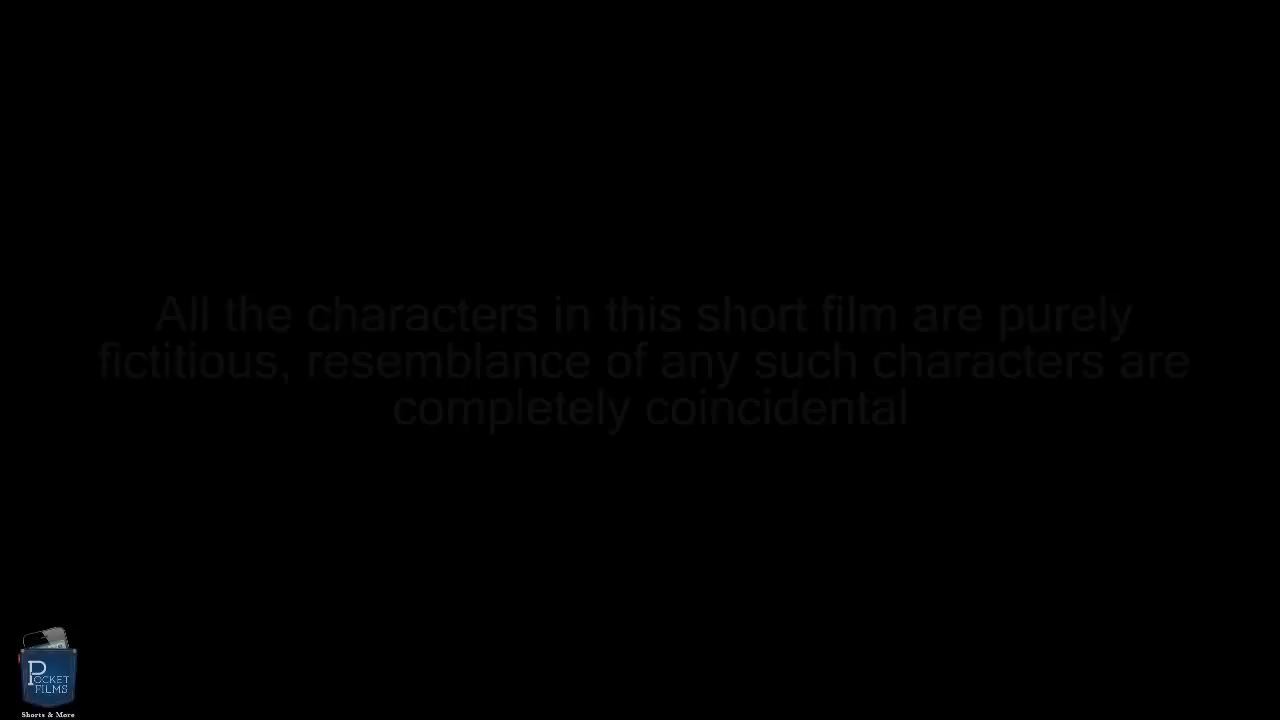 All the characters in this short film are purely
fictitious, resemblance of any such characters are
completely coincidental
POCKET
FILMS
Shorts & More